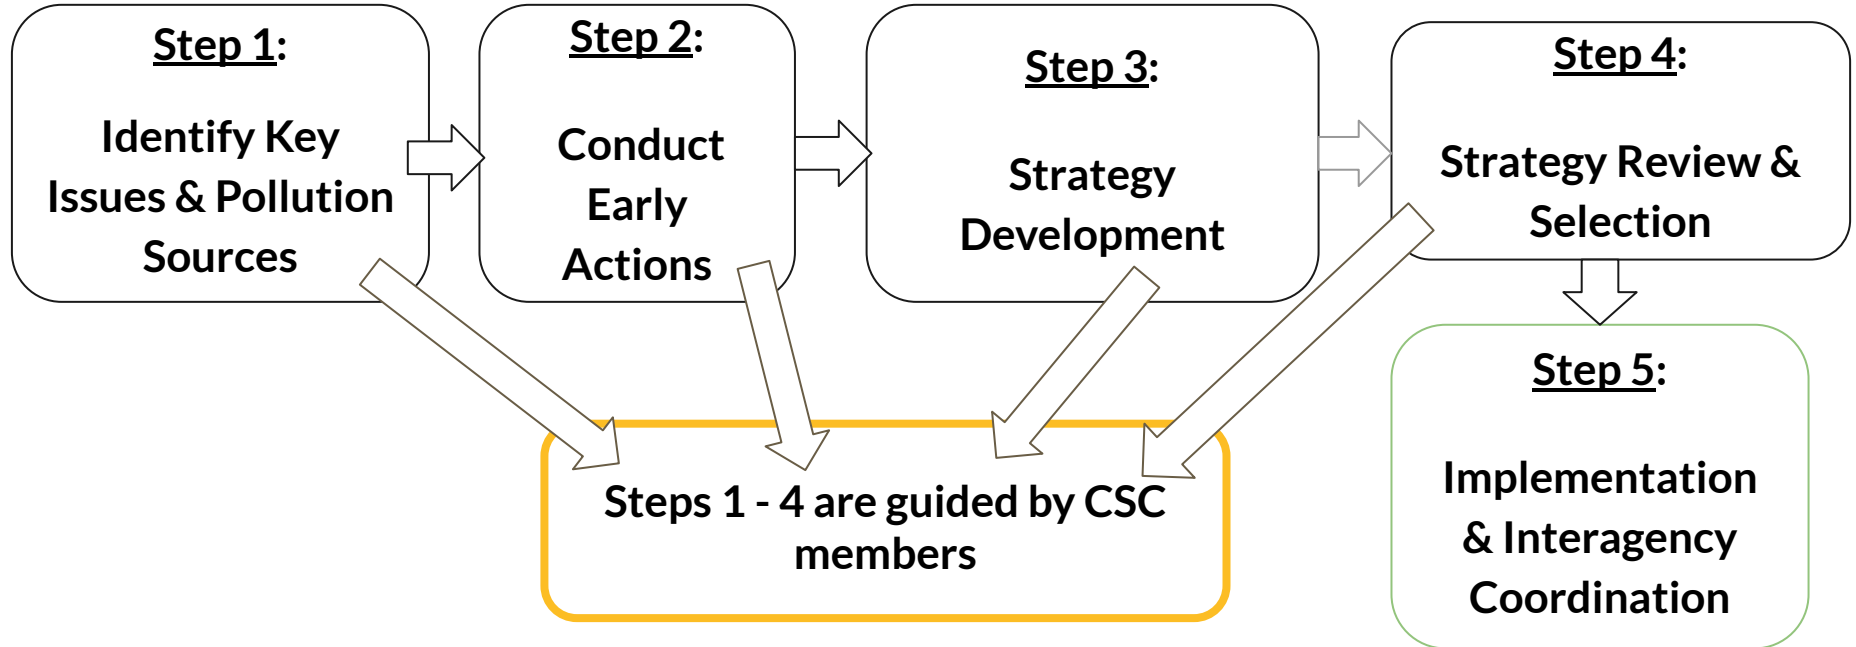 Step 1:
Identify Key
Issues & Pollution
Sources
Step 2:
Conduct
Early
Actions
Step 3:
Strategy
Development
Step 4:
Strategy Review &
Selection
Step 5:
Implementation
& Interagency
Coordination
Steps 1 - 4 are guided by CSC
members